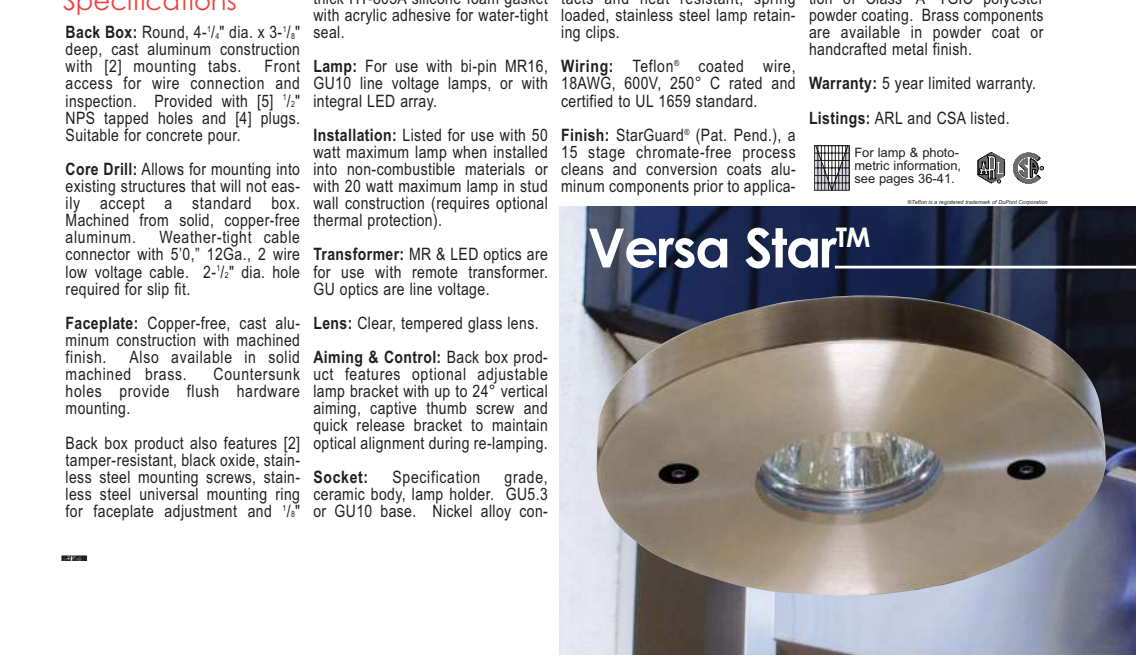 Specifications
Back Box: Round, 4-1/4" dia. x 3-1/8"
deep, cast aluminum construction
with [2] mounting tabs. Front
access for wire connection and
inspection. Provided with [5] 1/2"
NPS tapped holes and [4] plugs.
Suitable for concrete pour.
Core Drill: Allows for mounting into
existing structures that will not eas-
ily accept a standard box.
Machined from solid, copper-free
aluminum. Weather-tight cable
connector with 5'0," 12Ga., 2 wire
low voltage cable. 2-1/2" dia. hole
required for slip fit.
Faceplate: Copper-free, cast alu-
minum construction with machined
finish. Also available in solid
machined brass. Countersunk
holes provide flush hardware
mounting.
Back box product also features [2]
tamper-resistant, black oxide, stain-
less steel mounting screws, stain-
less steel universal mounting ring
for faceplate adjustment and 1/8"
thick HT-805A silicone foam gasket
with acrylic adhesive for water-tight
seal.
Lamp: For use with bi-pin MR16,
GU10 line voltage lamps, or with
integral LED array.
Installation: Listed for use with 50
watt maximum lamp when installed
into non-combustible materials or
with 20 watt maximum lamp in stud
wall construction (requires optional
thermal protection).
Transformer: MR & LED optics are
for use with remote transformer.
GU optics are line voltage.
Lens: Clear, tempered glass lens.
Aiming & Control: Back box prod-
uct features optional adjustable
lamp bracket with up to 24° vertical
aiming, captive thumb screw and
quick release bracket to maintain
optical alignment during re-lamping.
Socket: Specification grade,
ceramic body, lamp holder. GU5.3
or GU10 base. Nickel alloy con-
tacts and heat resistant, spring
loaded, stainless steel lamp retain-
ing clips.
Wiring: Teflon® coated wire,
18AWG, 600V, 250° C rated and
certified to UL 1659 standard.
Finish: StarGuard® (Pat. Pend.), a
15 stage chromate-free process
cleans and conversion coats alu-
minum components prior to applica-
tion of Class "A" TGIC polyester
powder coating. Brass components
are available in powder coat or
handcrafted metal finish.
Warranty: 5 year limited warranty.
Listings: ARL and CSA listed.
For lamp & photo-
metric information,
see pages 36-41.
®Teflon is a registered trademark of DuPont Corporation
Versa Star™